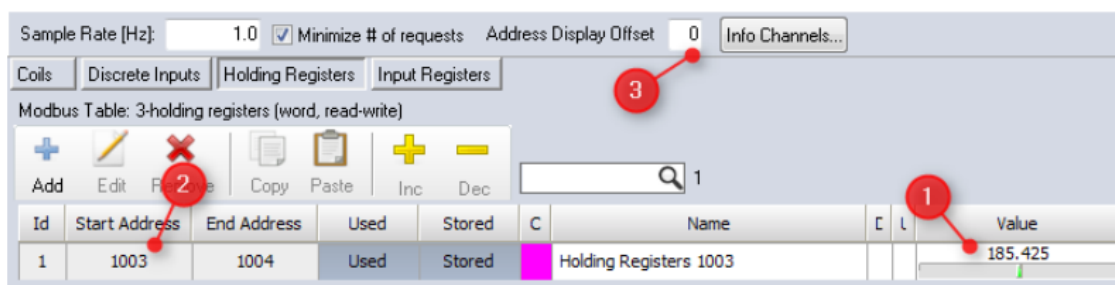 Sample Rate [Hz]: 1.0 Minimize # of requests Address Display Offset 0 Info Channels...
3
Coils Discrete Inputs Holding Registers Input Registers
Modbus Table: 3-holding registers (word, read-write)
Add Edit Copy Paste Inc Dec 1
2
1
Id Start Address End Address Used Stored C Name Value
1 1003 1004 Used Stored Holding Registers 1003 185.425